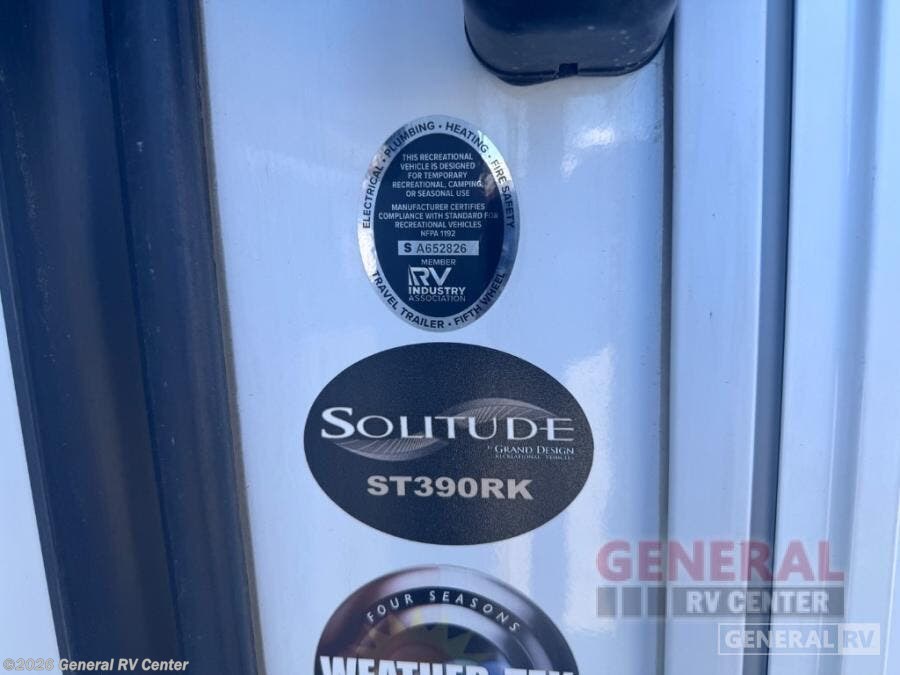 ELECTRICAL • PLUMBING • HEATING • FIRE SAFETY
THIS RECREATIONAL
VEHICLE IS DESIGNED
FOR TEMPORARY
RECREATIONAL, CAMPING,
OR SEASONAL USE
MANUFACTURER CERTIFIES
COMPLIANCE WITH STANDARD FOR
RECREATIONAL VEHICLES
NFPA 1192
S A652826
MEMBER
RV
INDUSTRY
ASSOCIATION
TRAVEL TRAILER • FIFTH WHEEL
SOLITUDE
BY GRAND DESIGN
RECREATIONAL VEHICLES
ST390RK
FOUR SEASONS
WEATHER-TEK
GENERAL
RV CENTER
GENERAL RV
©2026 General RV Center